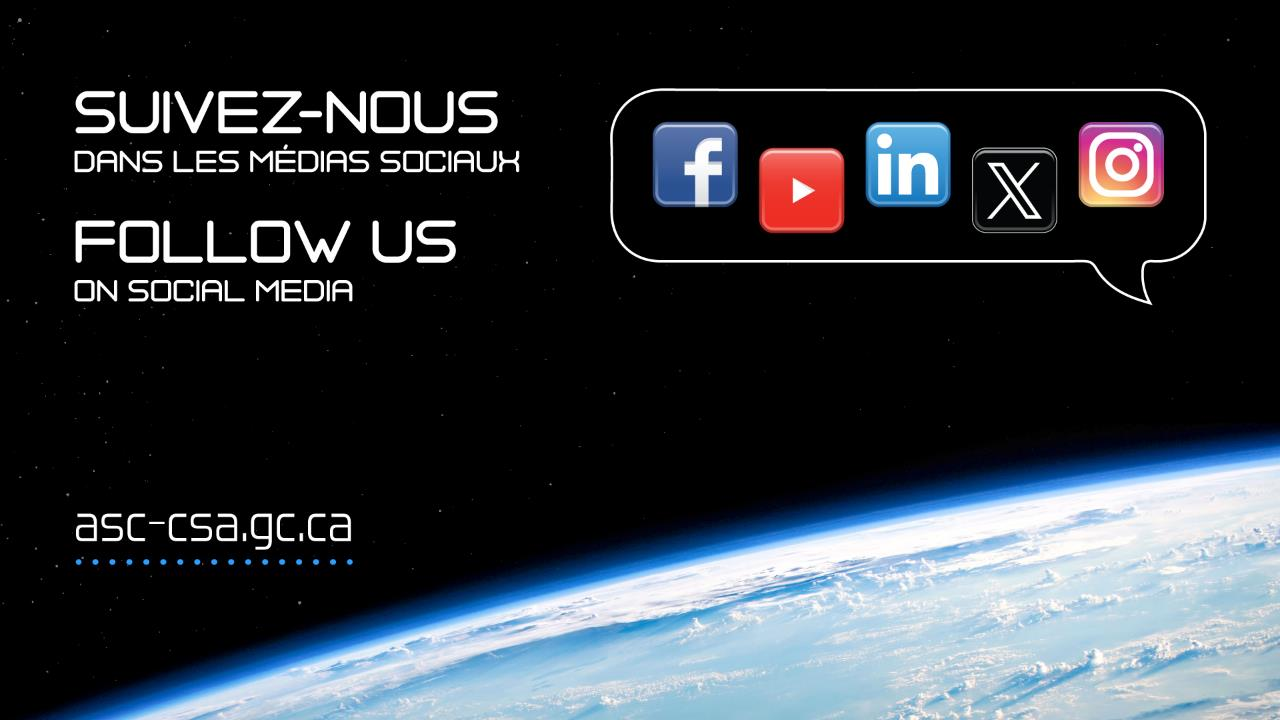 SUIVEZ-NOUS
DANS LES MÉDIAS SOCIAUX
FOLLOW US
ON SOCIAL MEDIA
asc-csa.gc.ca